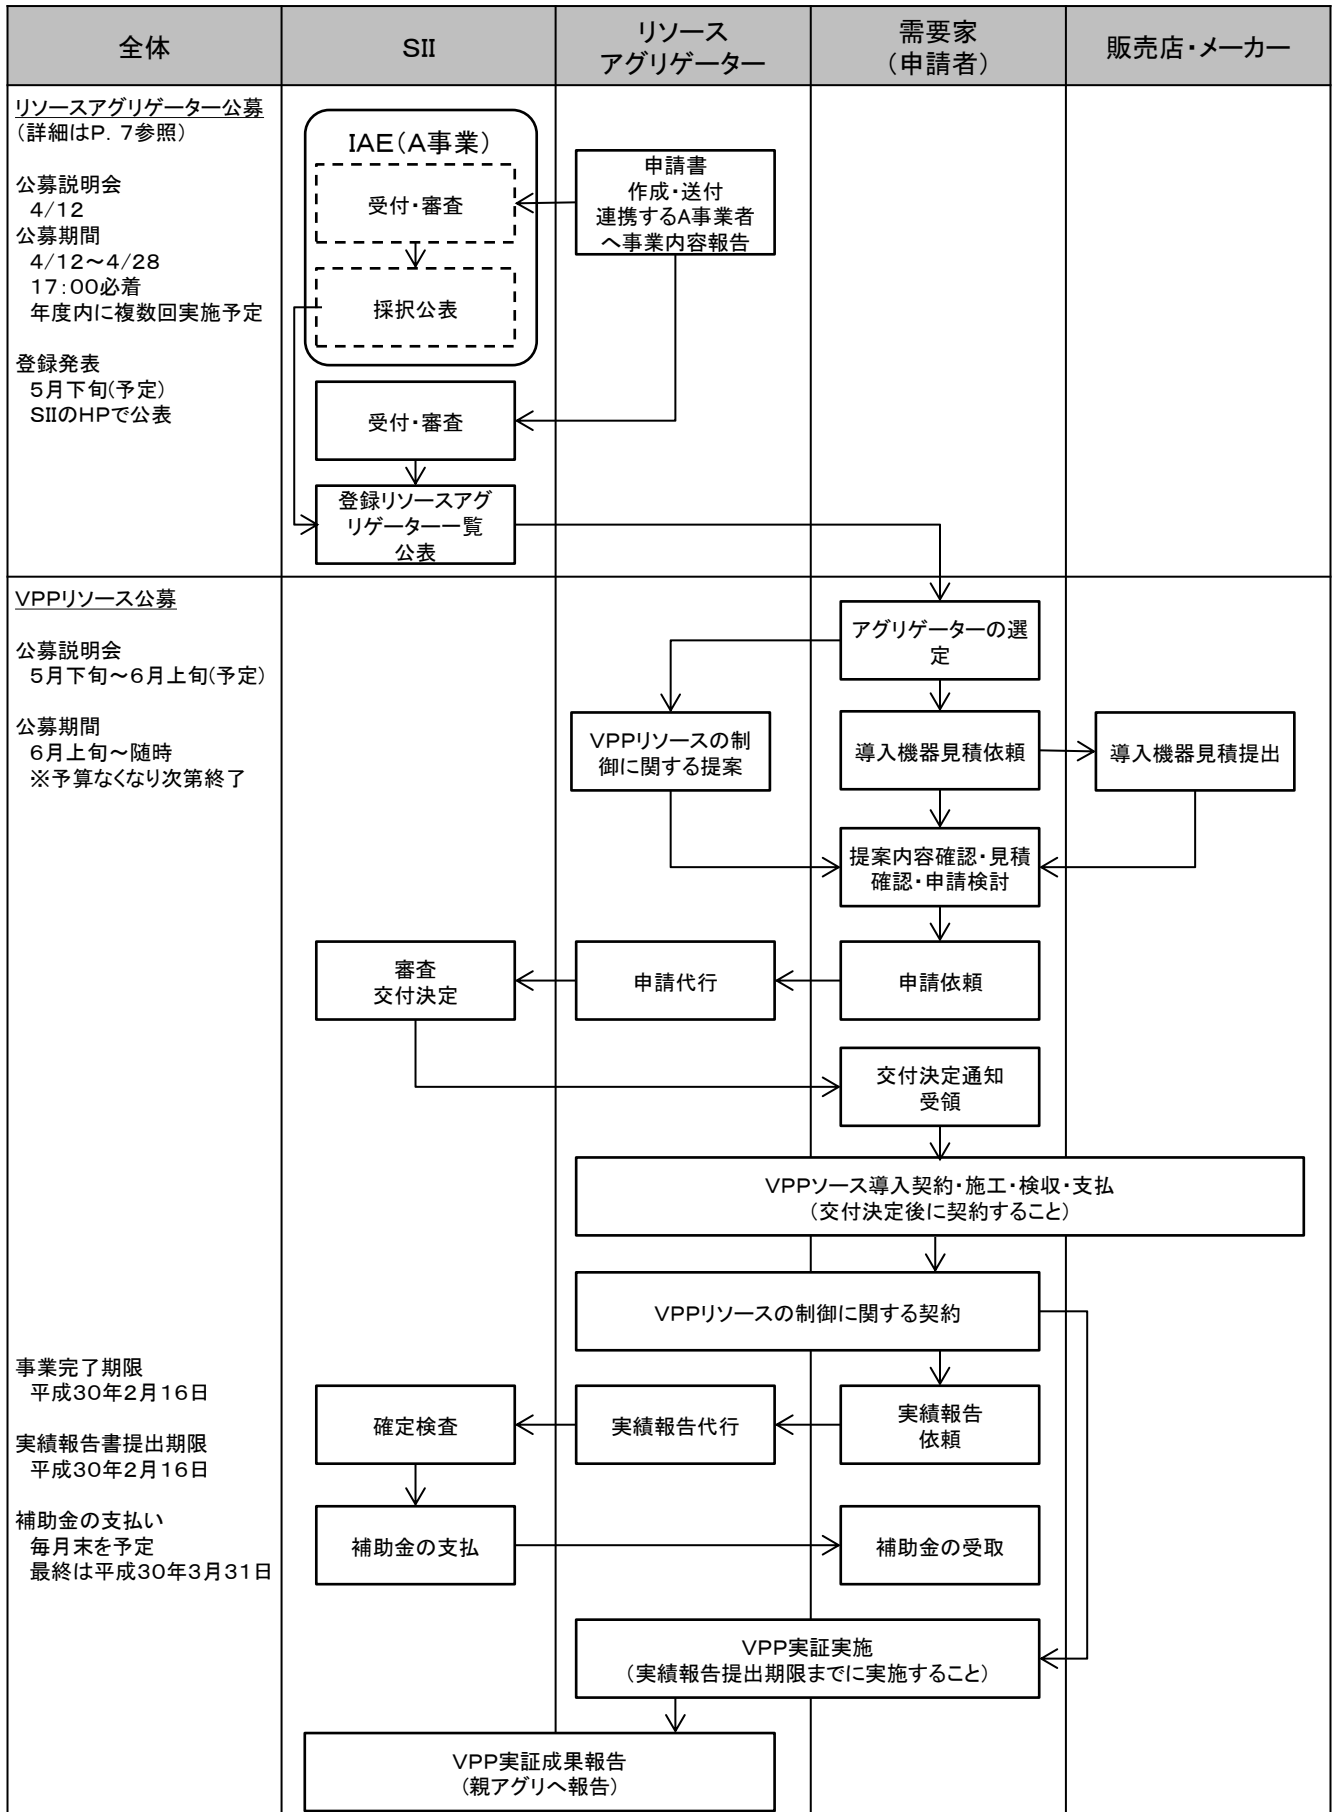 全体
SII
リソース
アグリゲーター
需要家
（申請者）
販売店・メーカー
リソースアグリゲーター公募
（詳細はP．7参照）
公募説明会
4/12
公募期間
4/12～4/28
17：00必着
年度内に複数回実施予定
登録発表
5月下旬(予定)
SIIのHPで公表
IAE（A事業）
受付・審査
採択公表
申請書
作成・送付
連携するA事業者
へ事業内容報告
受付・審査
登録リソースアグ
リゲーター一覧
公表
VPPリソース公募
公募説明会
5月下旬～6月上旬(予定)
公募期間
6月上旬～随時
※予算なくなり次第終了
アグリゲーターの選
定
VPPリソースの制
御に関する提案
導入機器見積依頼
導入機器見積提出
提案内容確認・見積
確認・申請検討
審査
交付決定
申請代行
申請依頼
交付決定通知
受領
VPPソース導入契約・施工・検収・支払
（交付決定後に契約すること）
VPPリソースの制御に関する契約
事業完了期限
平成30年2月16日
実績報告書提出期限
平成30年2月16日
補助金の支払い
毎月末を予定
最終は平成30年3月31日
確定検査
実績報告代行
実績報告
依頼
補助金の支払
補助金の受取
VPP実証実施
（実績報告提出期限までに実施すること）
VPP実証成果報告
（親アグリへ報告）